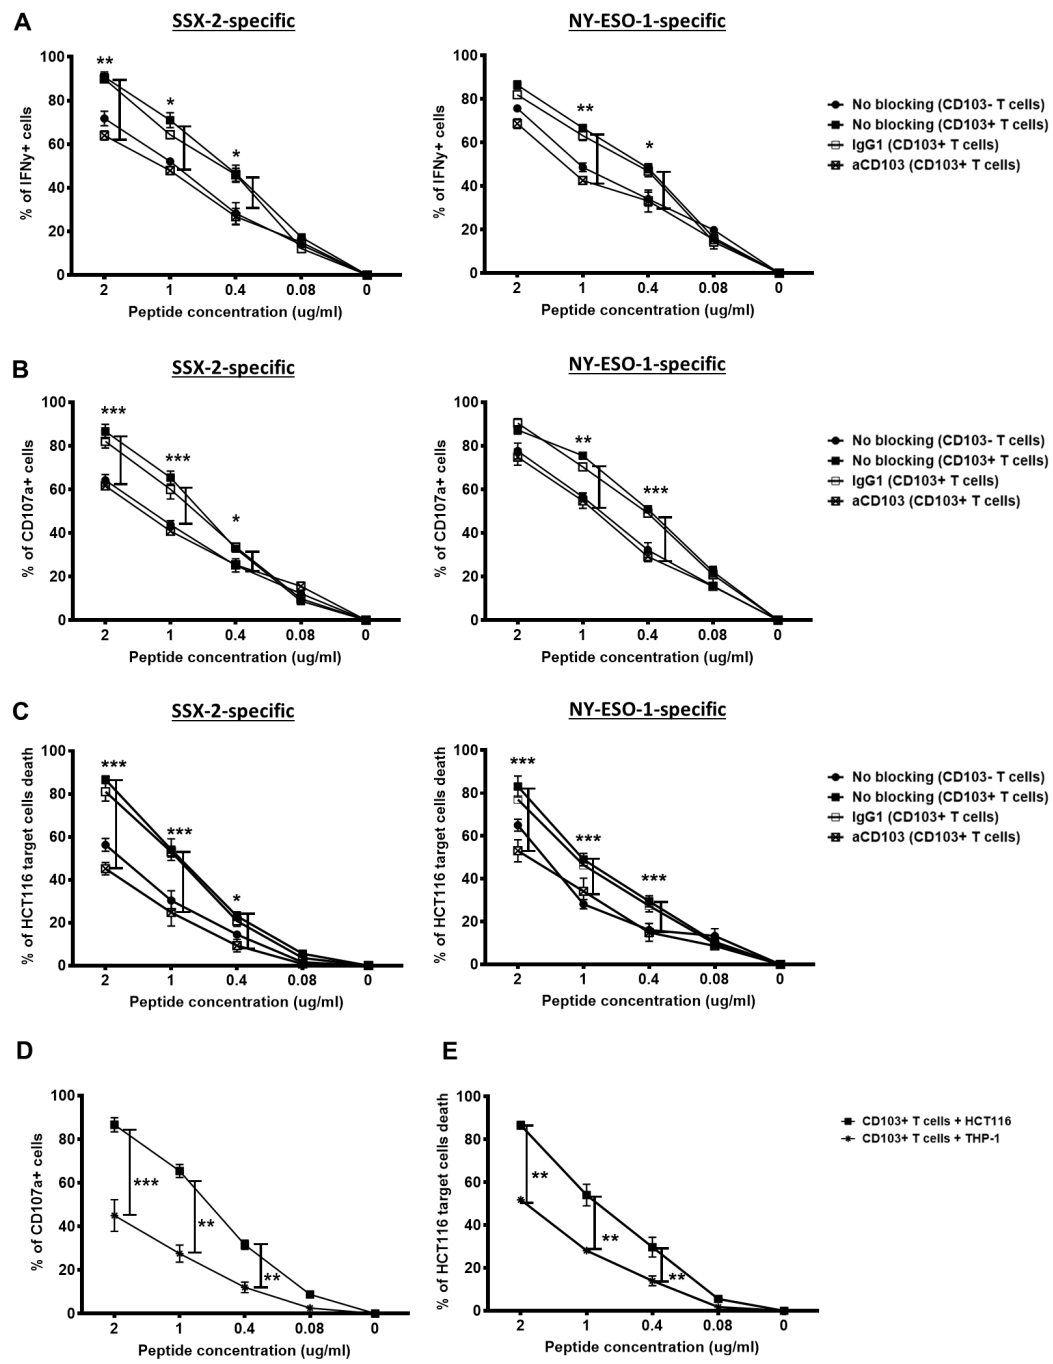 A
SSX-2-specific
NY-ESO-1-specific
% of IFNy+ cells
100
80
60
40
20
0
**
*
*
2 1 0.4 0.08 0
Peptide concentration (ug/ml)
% of IFNy+ cells
100
80
60
40
20
0
**
*
2 1 0.4 0.08 0
Peptide concentration (ug/ml)
No blocking (CD103- T cells)
No blocking (CD103+ T cells)
IgG1 (CD103+ T cells)
aCD103 (CD103+ T cells)
B
SSX-2-specific
NY-ESO-1-specific
% of CD107a+ cells
100
80
60
40
20
0
***
***
*
2 1 0.4 0.08 0
Peptide concentration (ug/ml)
% of CD107a+ cells
100
80
60
40
20
0
**
***
2 1 0.4 0.08 0
Peptide concentration (ug/ml)
No blocking (CD103- T cells)
No blocking (CD103+ T cells)
IgG1 (CD103+ T cells)
aCD103 (CD103+ T cells)
C
SSX-2-specific
NY-ESO-1-specific
% of HCT116 target cells death
100
80
60
40
20
0
***
***
*
2 1 0.4 0.08 0
Peptide concentration (ug/ml)
% of HCT116 target cells death
100
80
60
40
20
0
***
***
***
2 1 0.4 0.08 0
Peptide concentration (ug/ml)
No blocking (CD103- T cells)
No blocking (CD103+ T cells)
IgG1 (CD103+ T cells)
aCD103 (CD103+ T cells)
D
% of CD107a+ cells
100
80
60
40
20
0
***
**
**
2 1 0.4 0.08 0
Peptide concentration (ug/ml)
E
% of HCT116 target cells death
100
80
60
40
20
0
**
**
**
2 1 0.4 0.08 0
Peptide concentration (ug/ml)
CD103+ T cells + HCT116
CD103+ T cells + THP-1